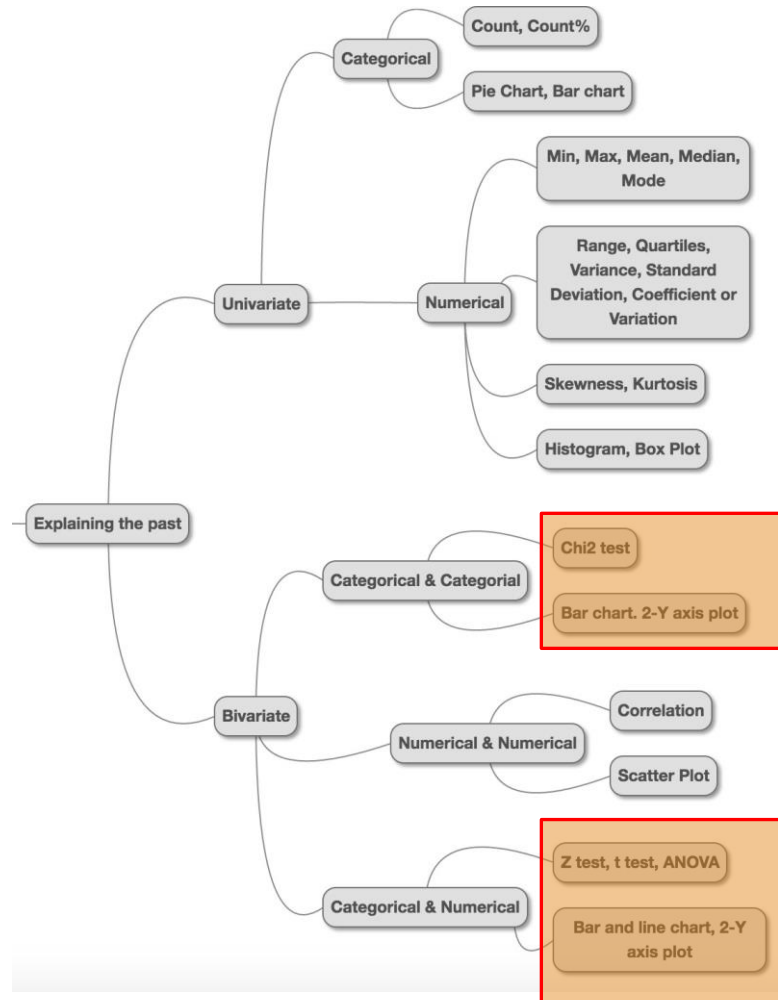 Count, Count%
Categorical
Pie Chart, Bar chart
Min, Max, Mean, Median,
Mode
Range, Quartiles,
Variance, Standard
Deviation, Coefficient or
Variation
Univariate
Numerical
Skewness, Kurtosis
Histogram, Box Plot
Explaining the past
Chi2 test
Categorical & Categorial
Bar chart. 2-Y axis plot
Bivariate
Correlation
Numerical & Numerical
Scatter Plot
Z test, t test, ANOVA
Categorical & Numerical
Bar and line chart, 2-Y
axis plot